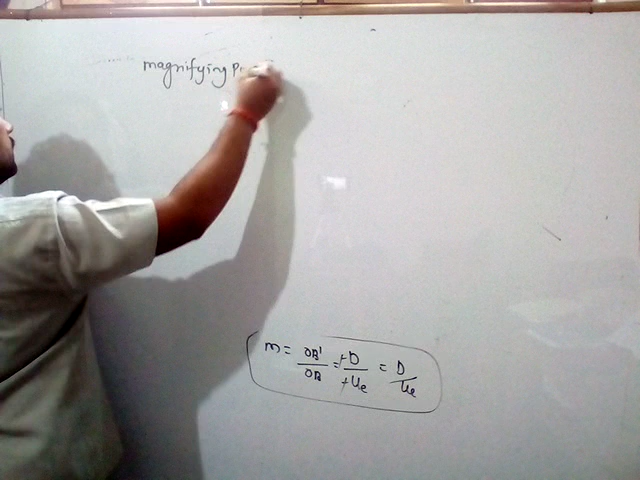 magnifying P
m = OB'/OB = +D/+Ue = D/Ue